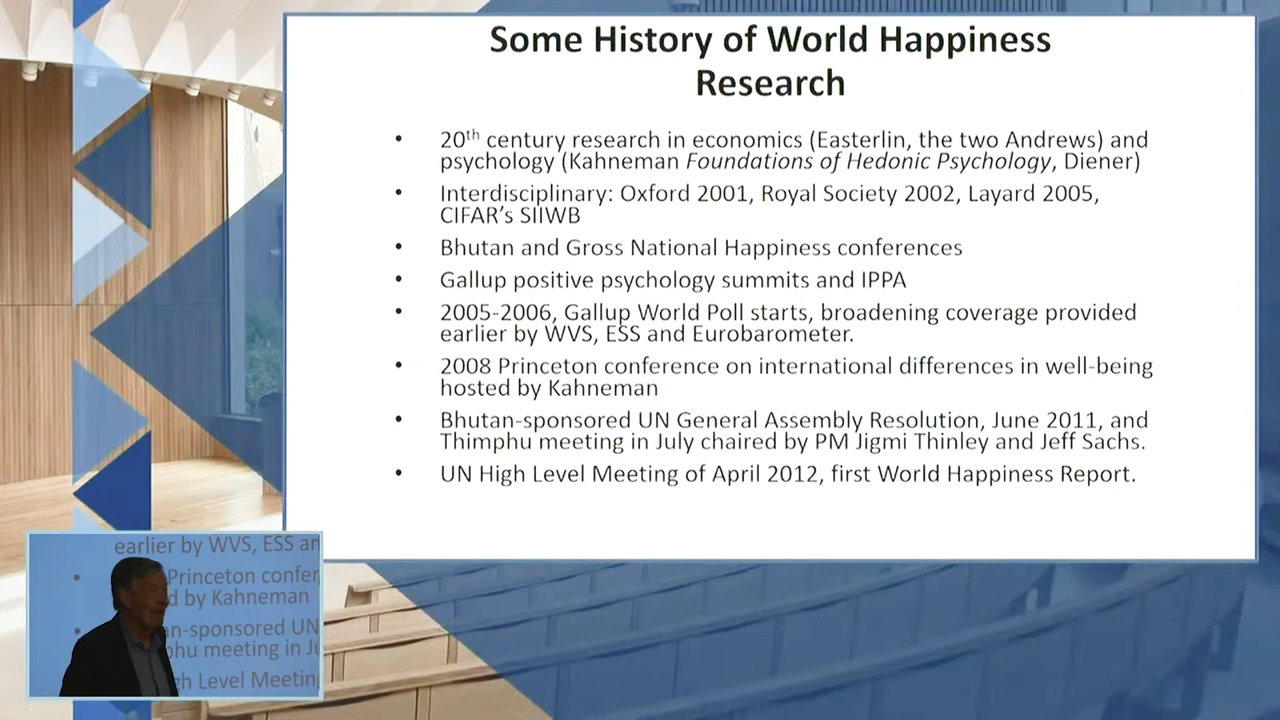 Some History of World Happiness
Research
• 20th century research in economics (Easterlin, the two Andrews) and
psychology (Kahneman Foundations of Hedonic Psychology, Diener)
• Interdisciplinary: Oxford 2001, Royal Society 2002, Layard 2005,
CIFAR's SIIWB
• Bhutan and Gross National Happiness conferences
• Gallup positive psychology summits and IPPA
• 2005-2006, Gallup World Poll starts, broadening coverage provided
earlier by WVS, ESS and Eurobarometer.
• 2008 Princeton conference on international differences in well-being
hosted by Kahneman
• Bhutan-sponsored UN General Assembly Resolution, June 2011, and
Thimphu meeting in July chaired by PM Jigmi Thinley and Jeff Sachs.
• UN High Level Meeting of April 2012, first World Happiness Report.
earlier by WVS, ESS an
• Princeton confer
d by Kahneman
• an-sponsored UN
phu meeting in Ju
gh Level Meeting